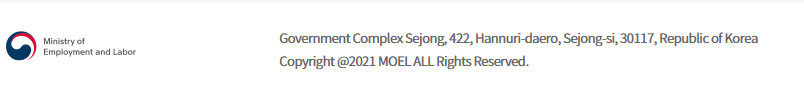 Ministry of
Employment and Labor
Government Complex Sejong, 422, Hannuri-daero, Sejong-si, 30117, Republic of Korea
Copyright @2021 MOEL ALL Rights Reserved.